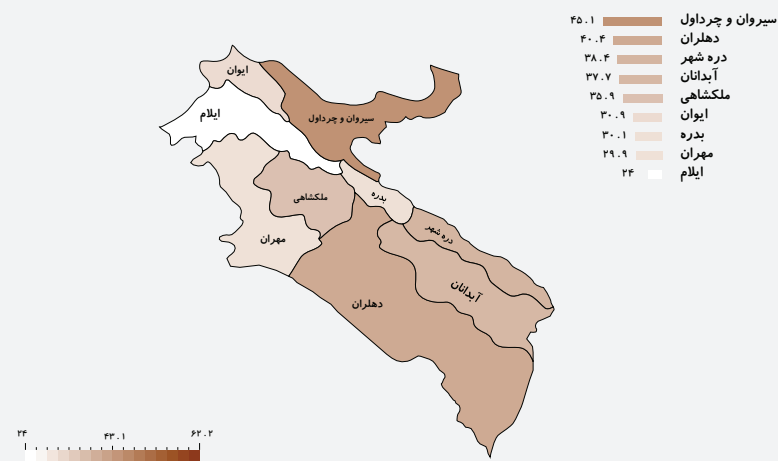 سیروان و چرداول ۴۵.۱
دهلران ۴۰.۴
دره شهر ۳۸.۴
آبدانان ۳۷.۷
ملکشاهی ۳۵.۹
ایوان ۳۰.۹
بدره ۳۰.۱
مهران ۲۹.۹
ایلام ۲۴
ایوان
ایلام
سیروان و چرداول
ملکشاهی
بدره
مهران
دره شهر
آبدانان
دهلران
۲۴ ۴۳.۱ ۶۲.۲